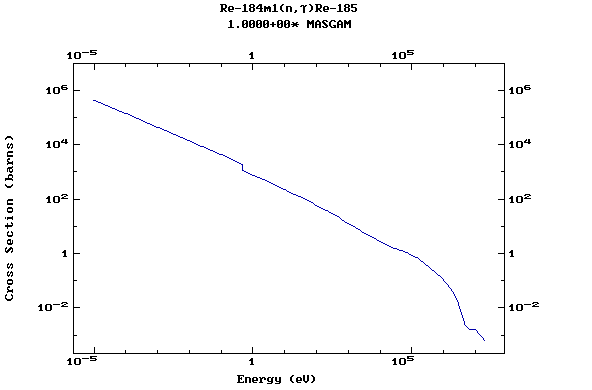 Re-184m1(n,γ)Re-185
1.0000+00* MASGAM
10⁻⁵ 1 10⁵
10⁶ 10⁶
10⁴ 10⁴
10² 10²
1 1
10⁻² 10⁻²
Cross Section (barns)
10⁻⁵ 1 10⁵
Energy (eV)